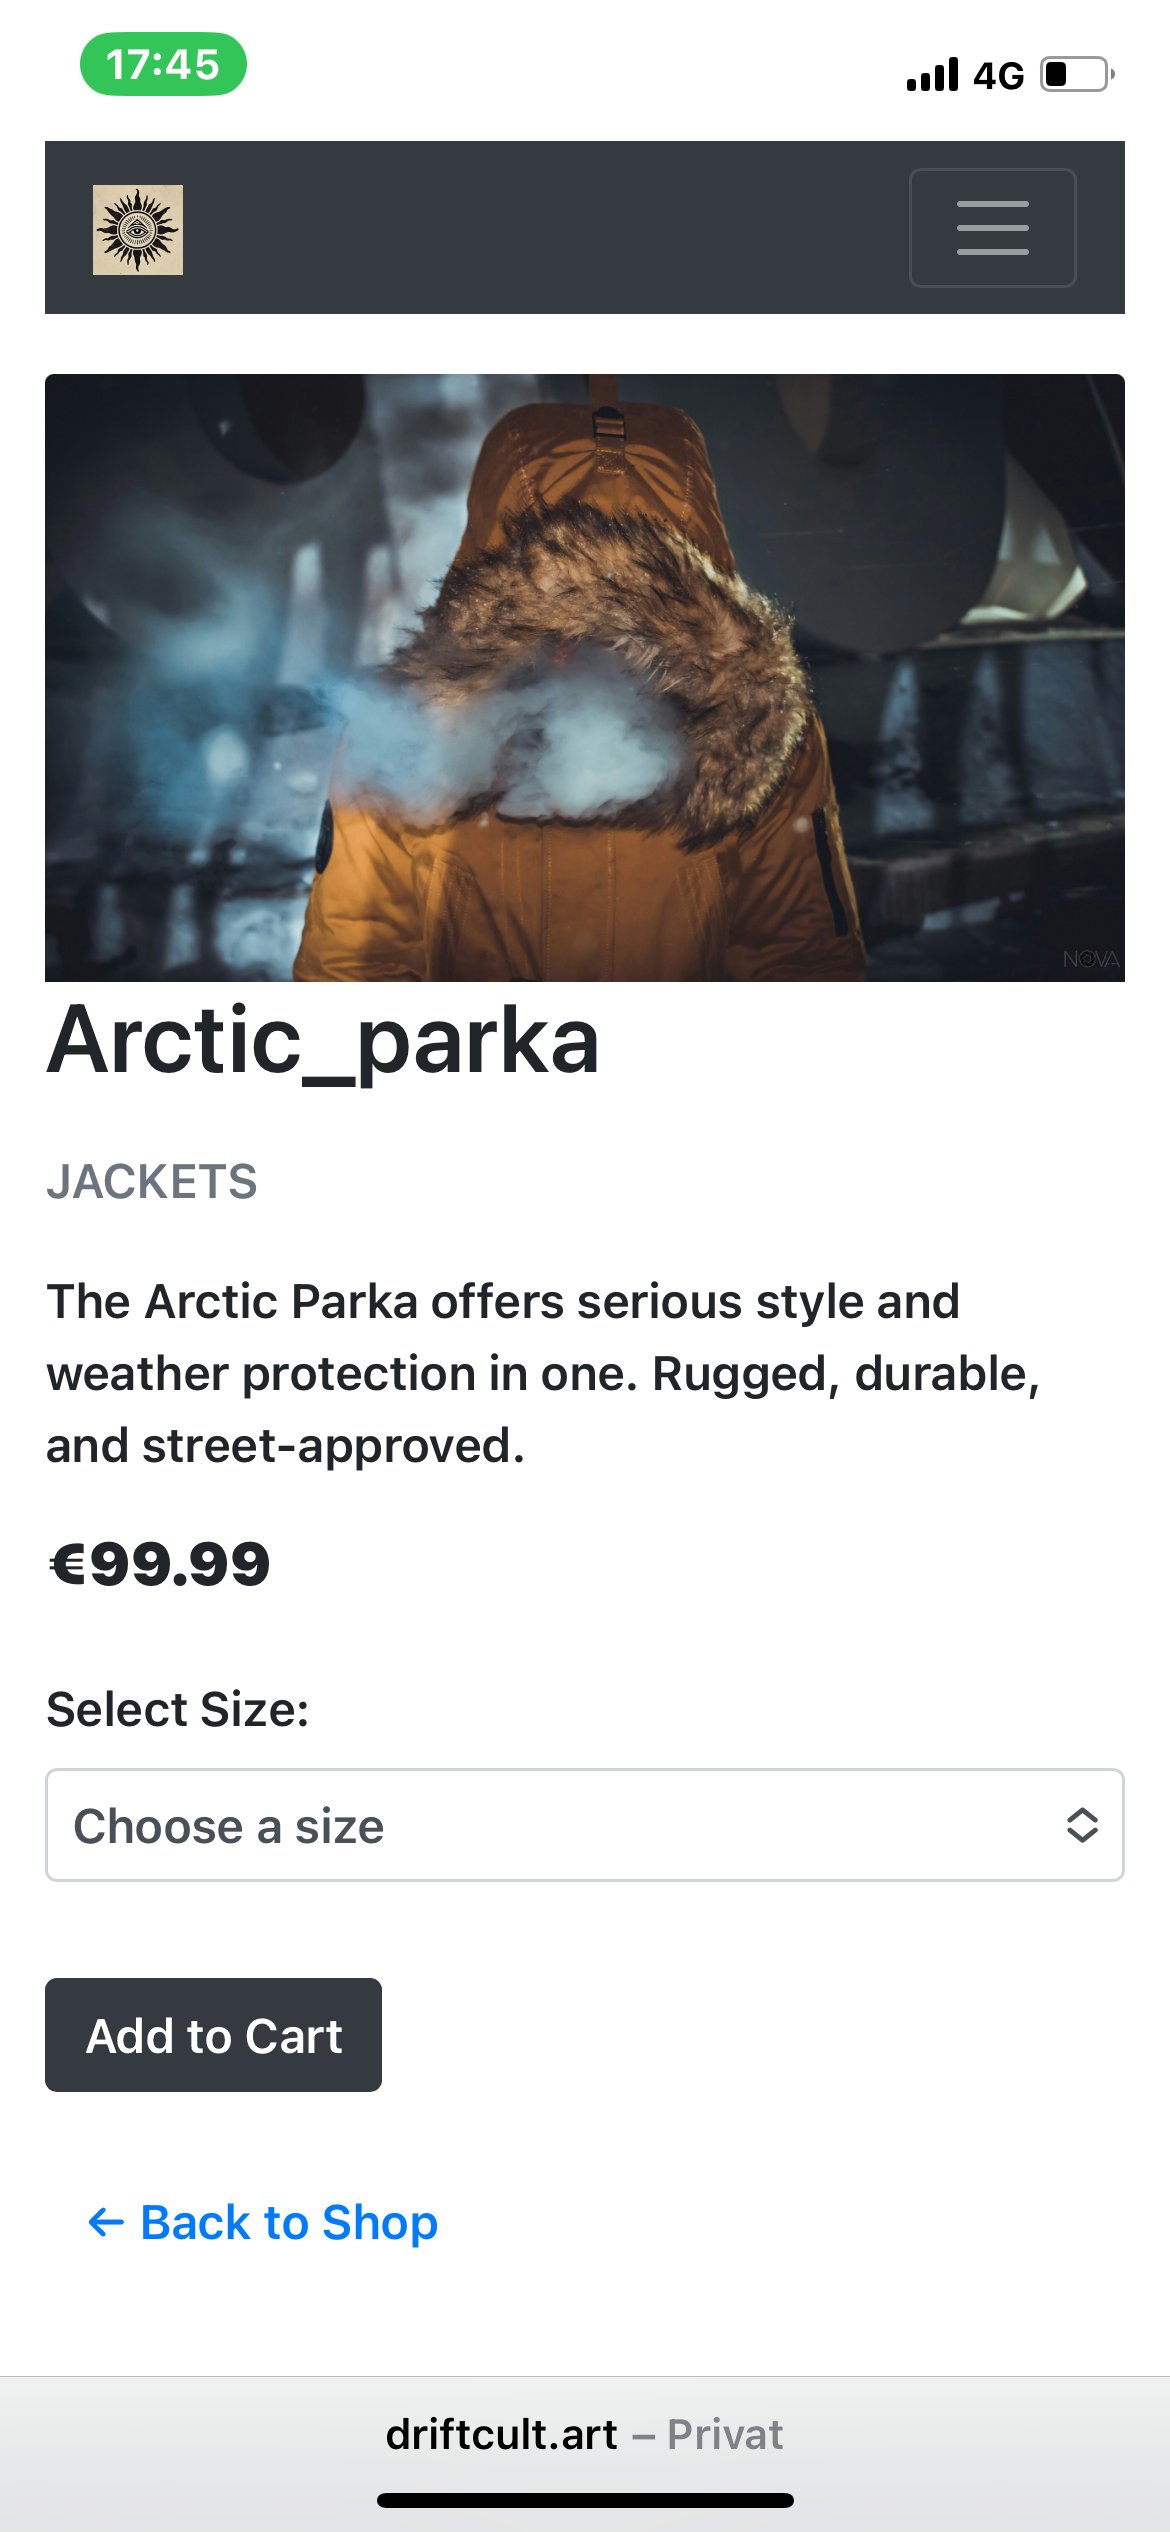 17:45
4G
NOVA
Arctic_parka
JACKETS
The Arctic Parka offers serious style and
weather protection in one. Rugged, durable,
and street-approved.
€99.99
Select Size:
Choose a size
Add to Cart
← Back to Shop
driftcult.art – Privat